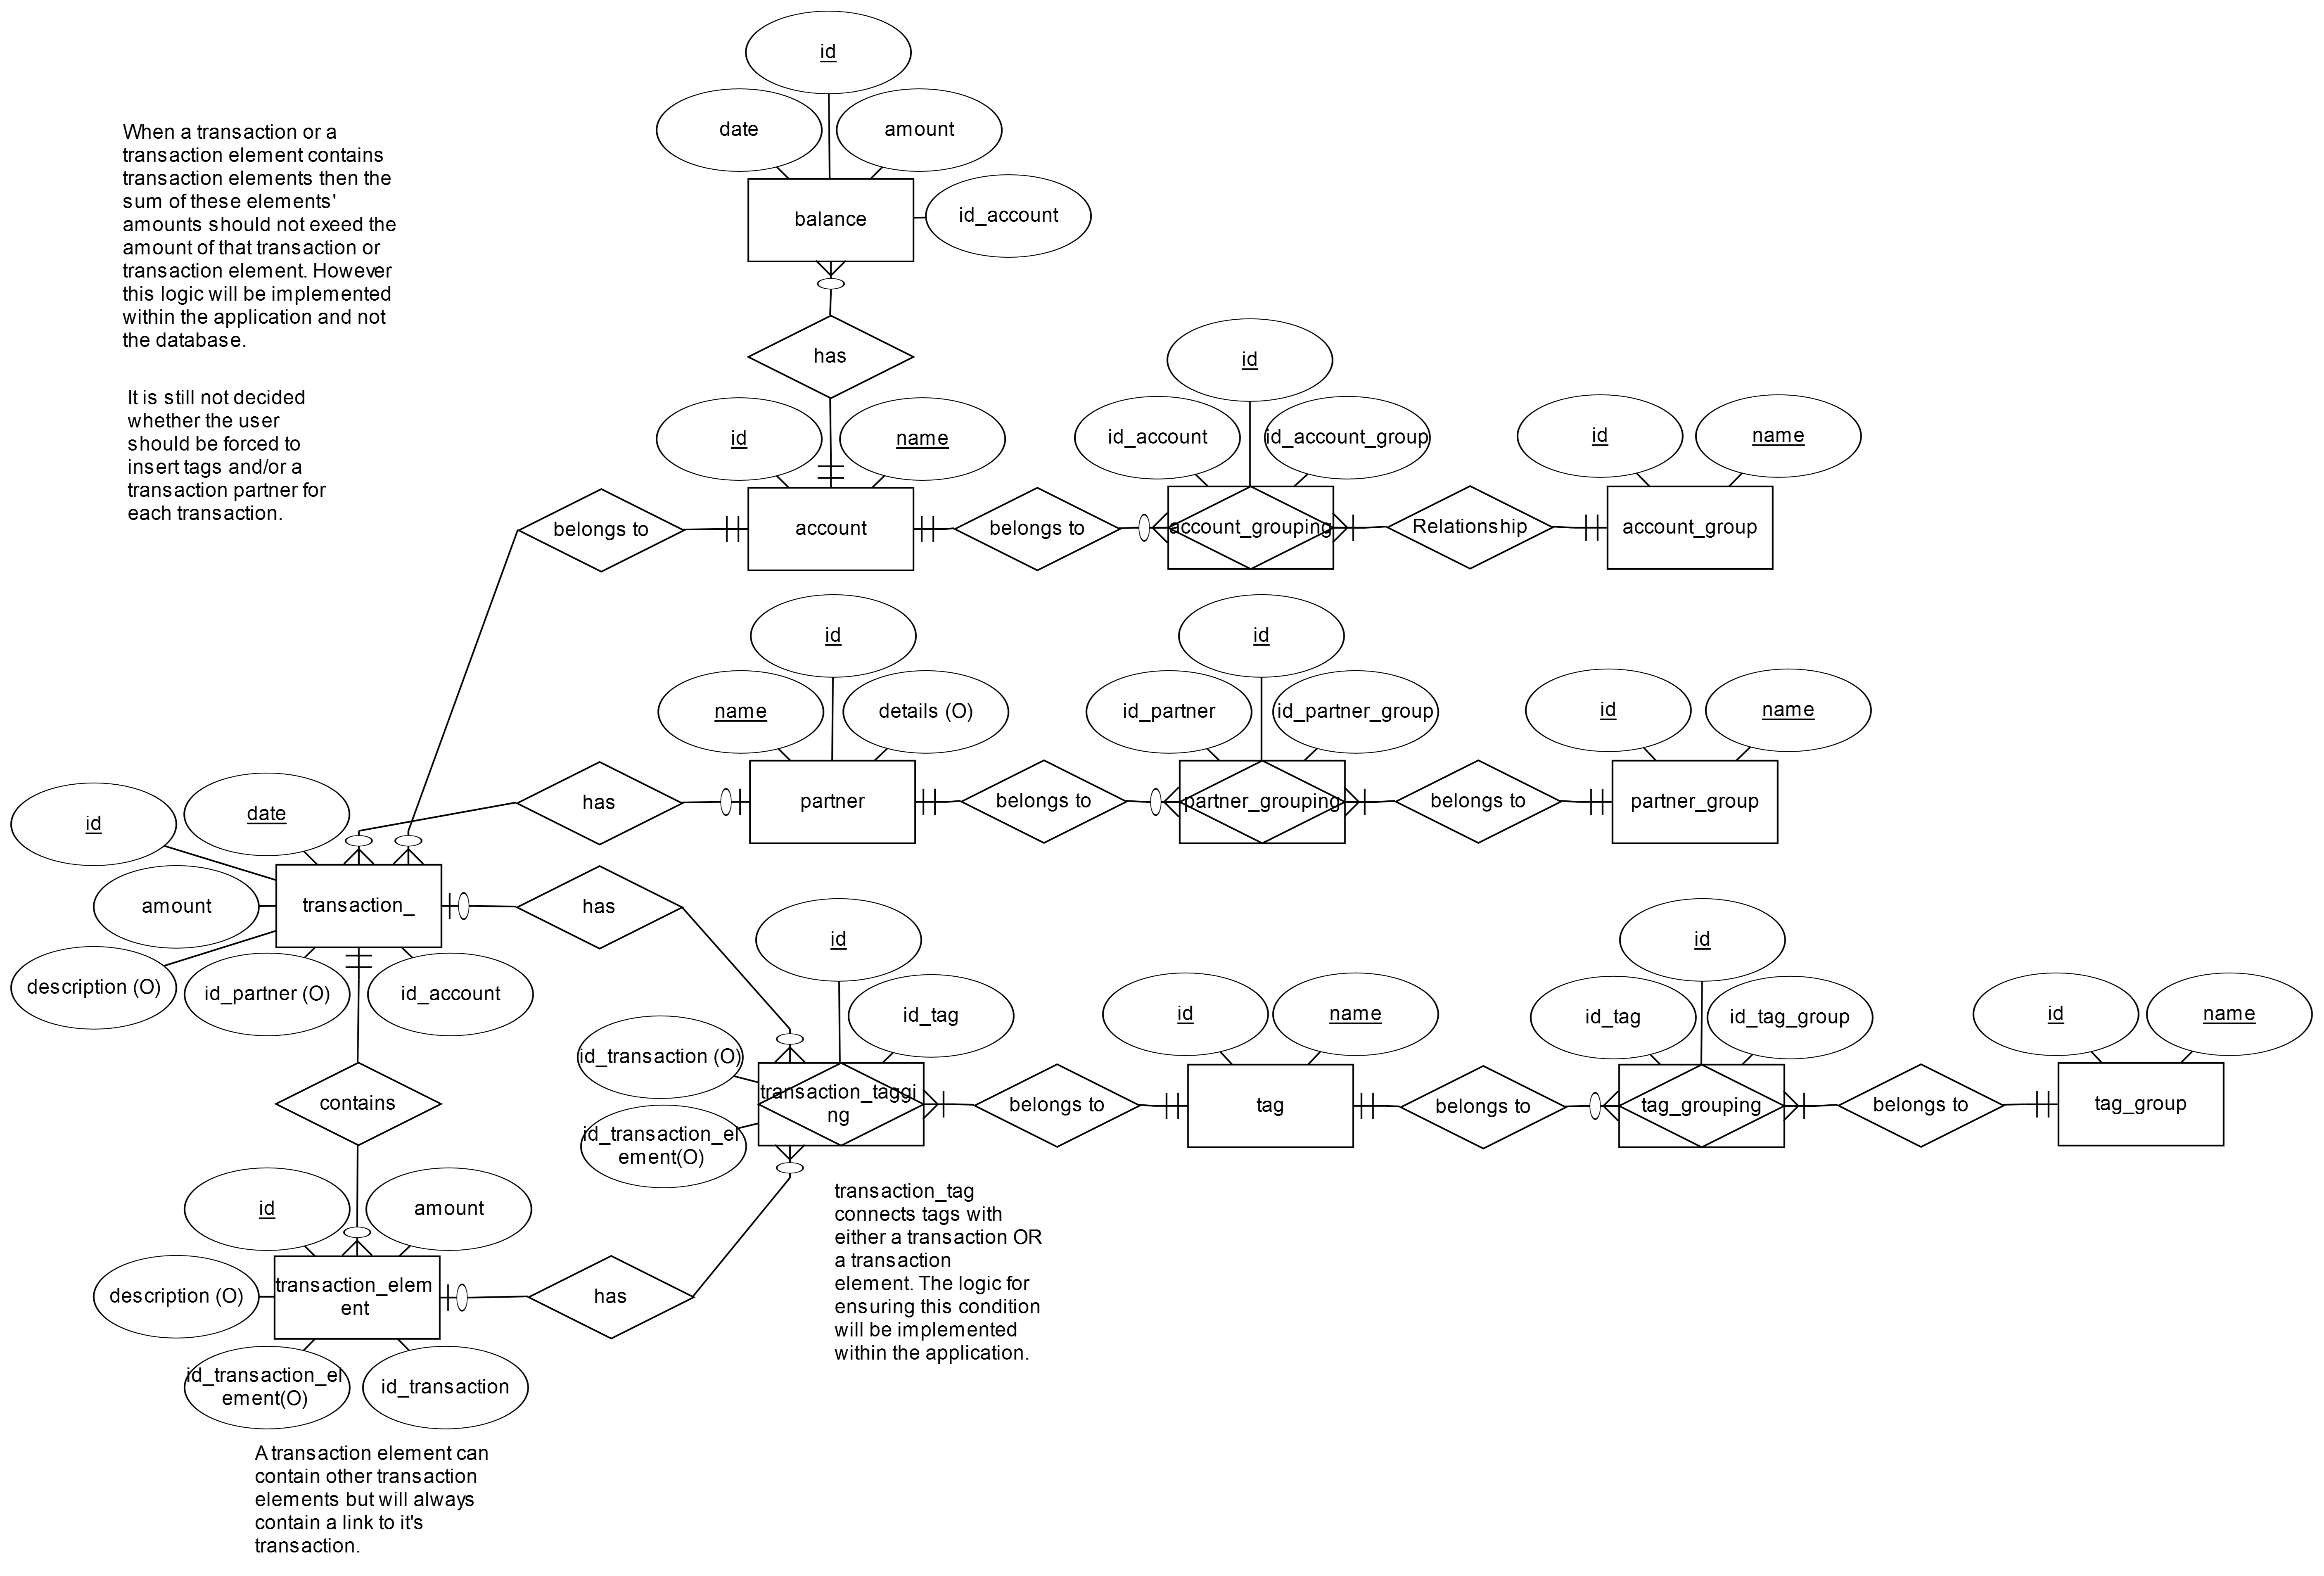 id
date
amount
id_account
balance
When a transaction or a
transaction element contains
transaction elements then the
sum of these elements'
amounts should not exeed the
amount of that transaction or
transaction element. However
this logic will be implemented
within the application and not
the database.
It is still not decided
whether the user
should be forced to
insert tags and/or a
transaction partner for
each transaction.
has
id
name
id
id_account
id_account_group
id
name
belongs to
account
belongs to
account_grouping
Relationship
account_group
id
name
details (O)
id
id_partner
id_partner_group
id
name
has
partner
belongs to
partner_grouping
belongs to
partner_group
id
date
amount
transaction_
has
description (O)
id_partner (O)
id_account
id
id_tag
id_transaction (O)
id_transaction_el
ement(O)
transaction_taggi
ng
belongs to
id
name
tag
belongs to
id
id_tag
id_tag_group
tag_grouping
belongs to
id
name
tag_group
contains
id
amount
description (O)
transaction_elem
ent
has
id_transaction_el
ement(O)
id_transaction
transaction_tag
connects tags with
either a transaction OR
a transaction
element. The logic for
ensuring this condition
will be implemented
within the application.
A transaction element can
contain other transaction
elements but will always
contain a link to it's
transaction.